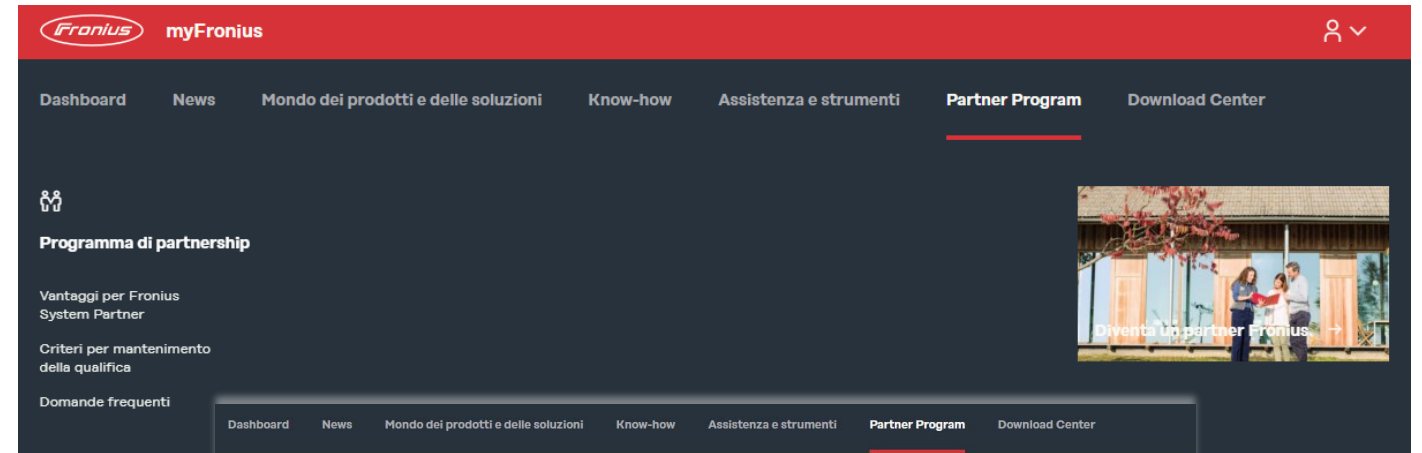 Fronius myFronius
Dashboard News Mondo dei prodotti e delle soluzioni Know-how Assistenza e strumenti Partner Program Download Center
Programma di partnership
Vantaggi per Fronius
System Partner
Criteri per mantenimento
della qualifica
Domande frequenti
Diventa un partner Fronius.
Dashboard News Mondo dei prodotti e delle soluzioni Know-how Assistenza e strumenti Partner Program Download Center